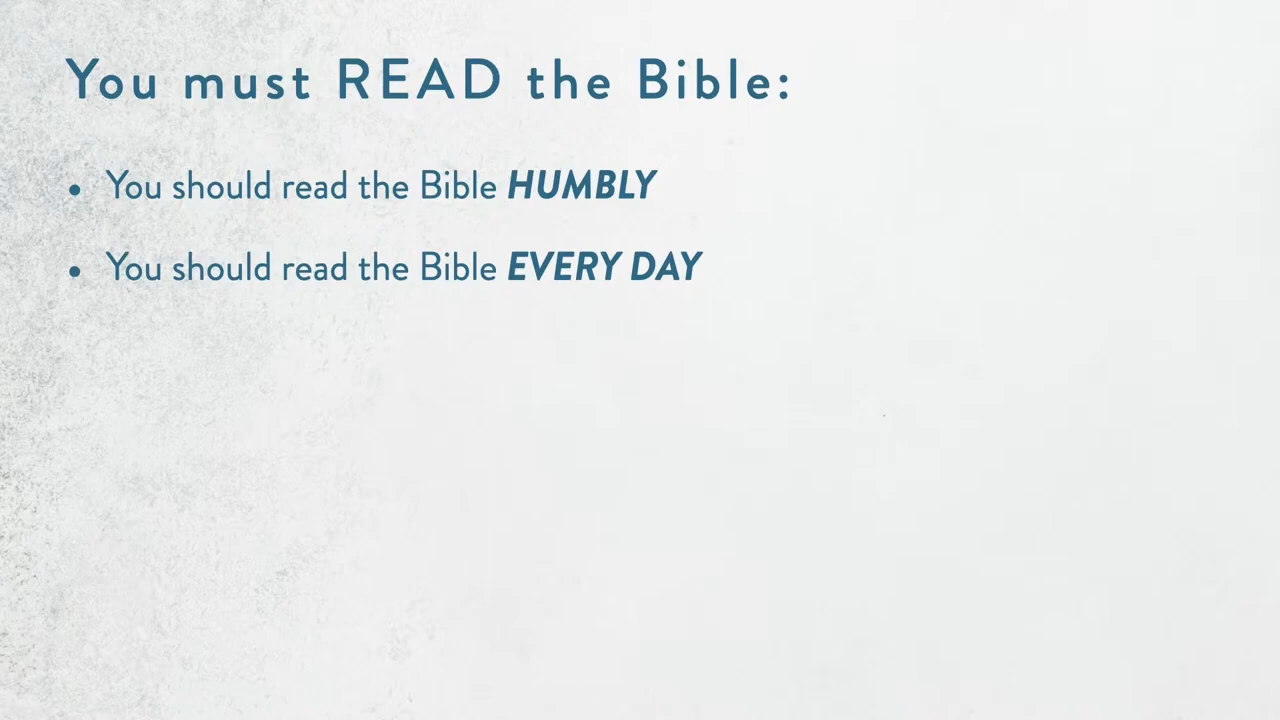 You must READ the Bible:
• You should read the Bible HUMBLY
• You should read the Bible EVERY DAY